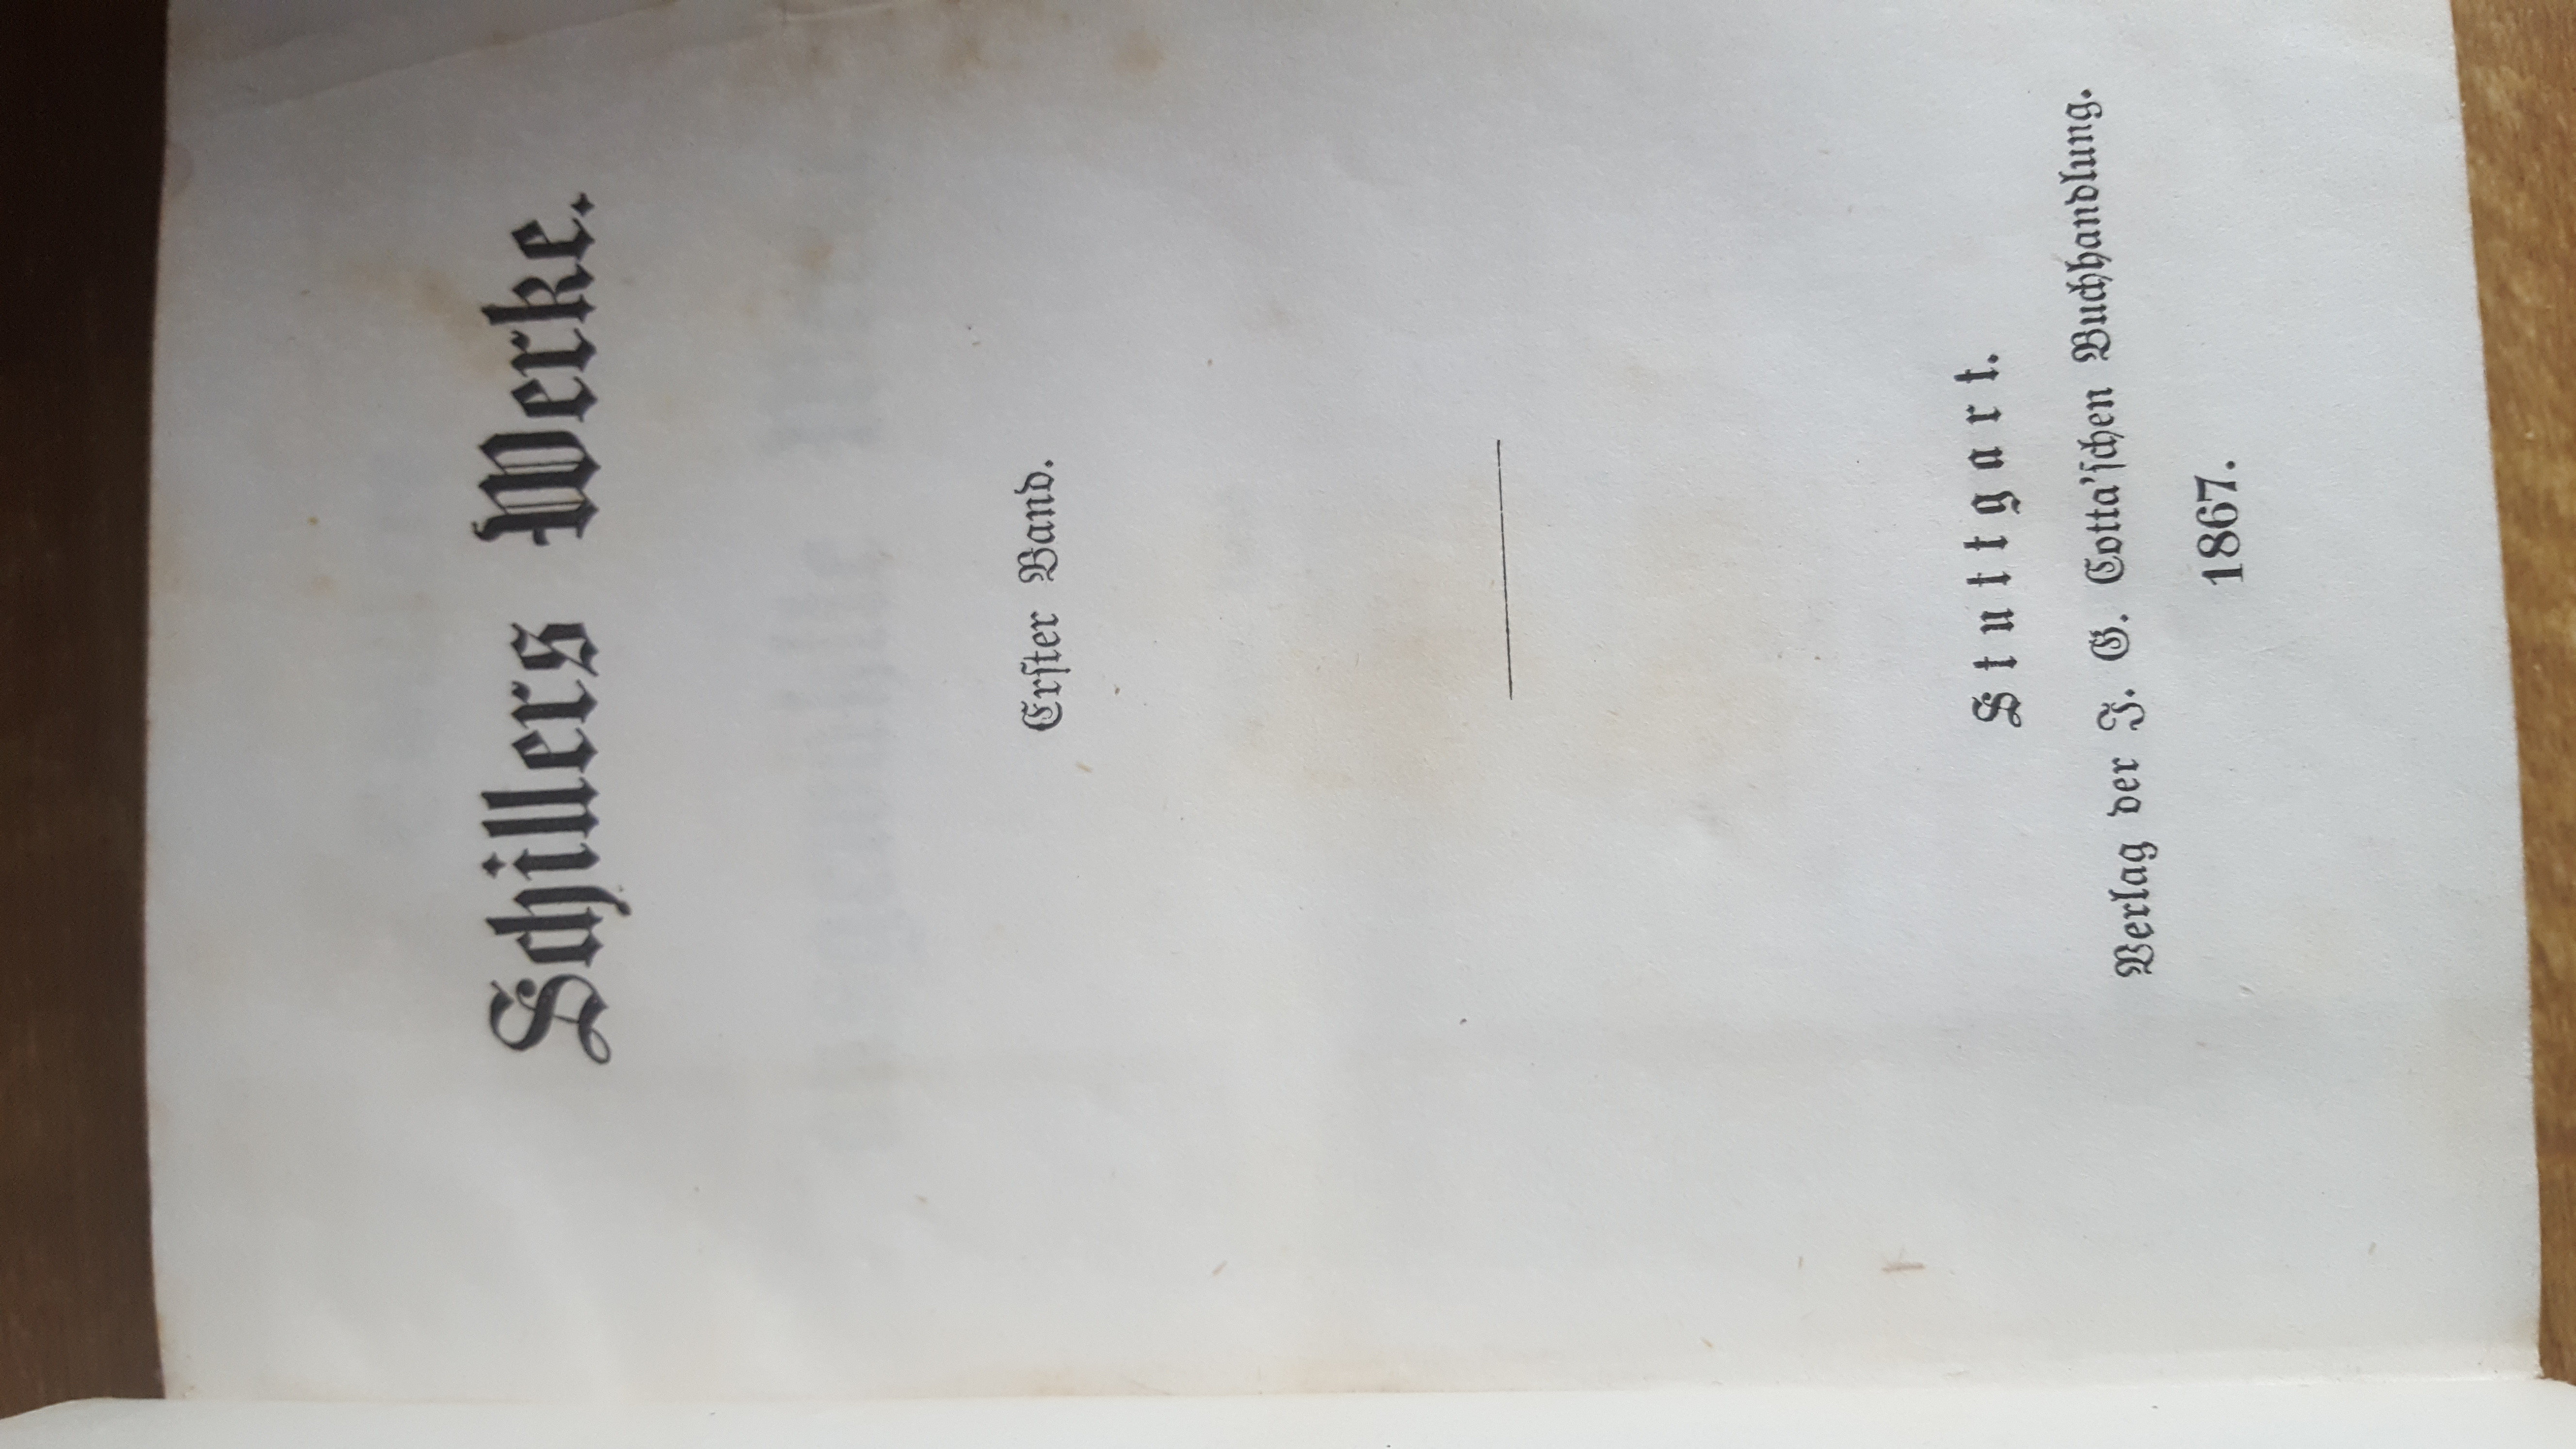 Schillers Werke.
Erſter Band.
Stuttgart.
Verlag der J. G. Cotta'ſchen Buchhandlung.
1867.